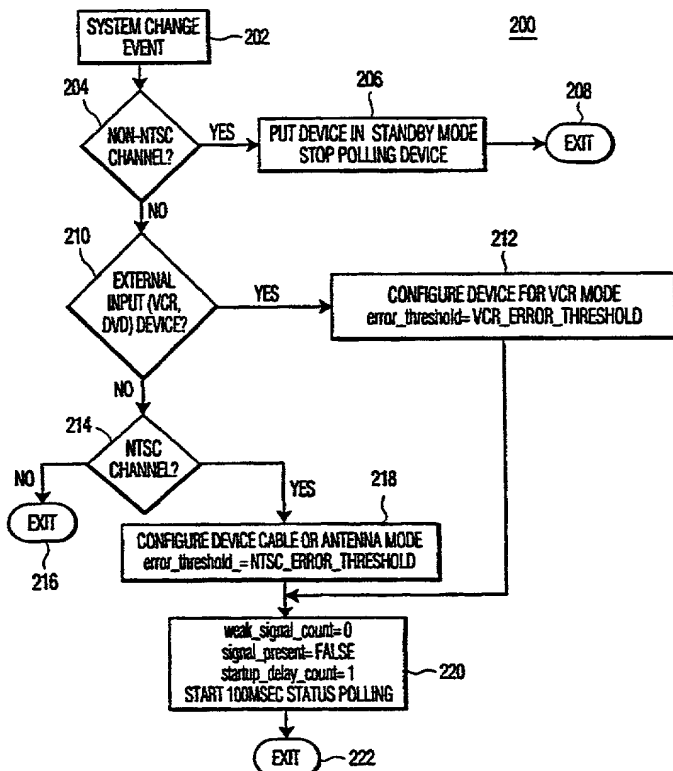 SYSTEM CHANGE
EVENT
202
200
204
NON-NTSC
CHANNEL?
YES
206
PUT DEVICE IN STANDBY MODE
STOP POLLING DEVICE
208
EXIT
NO
210
EXTERNAL
INPUT (VCR,
DVD) DEVICE?
YES
212
CONFIGURE DEVICE FOR VCR MODE
error_threshold= VCR_ERROR_THRESHOLD
NO
214
NTSC
CHANNEL?
NO
EXIT
216
YES
218
CONFIGURE DEVICE CABLE OR ANTENNA MODE
error_threshold_= NTSC_ERROR_THRESHOLD
weak_signal_count= 0
signal_present= FALSE
startup_delay_count= 1
START 100MSEC STATUS POLLING
220
EXIT
222